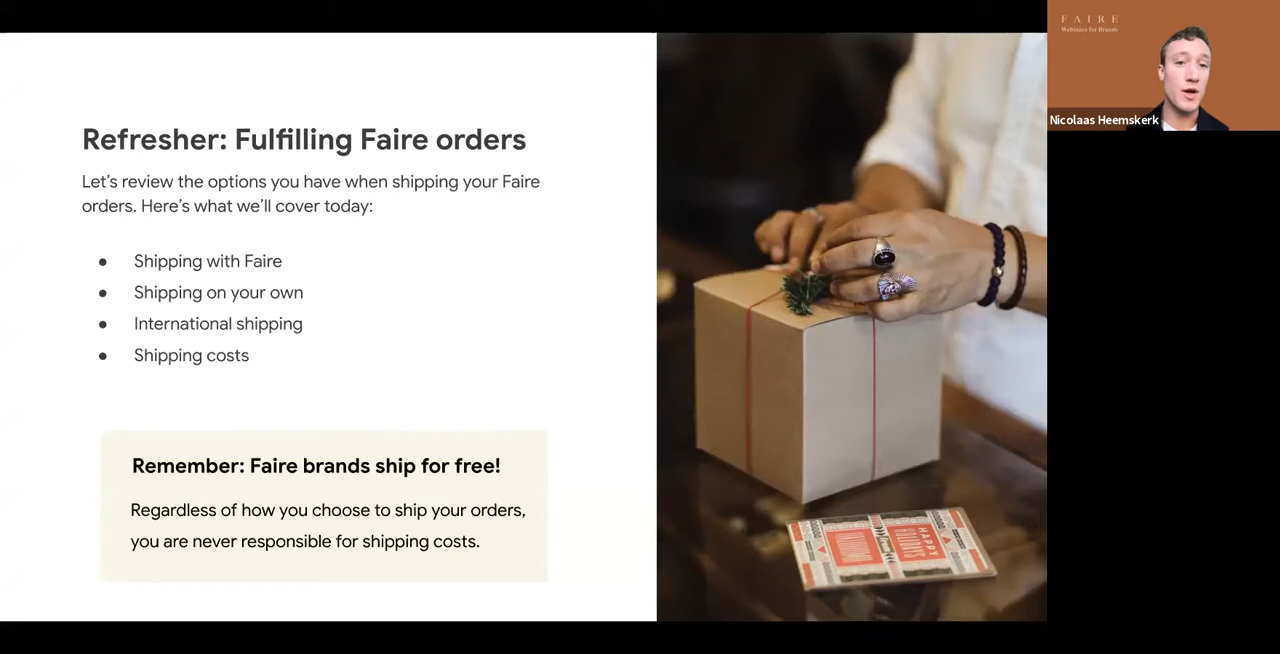 Refresher: Fulfilling Faire orders
Let's review the options you have when shipping your Faire
orders. Here's what we'll cover today:
● Shipping with Faire
● Shipping on your own
● International shipping
● Shipping costs
Remember: Faire brands ship for free!
Regardless of how you choose to ship your orders,
you are never responsible for shipping costs.
HAPPY
HOLIDAYS
FAIRE
Webinars for Brands
Nicolaas Heemskerk